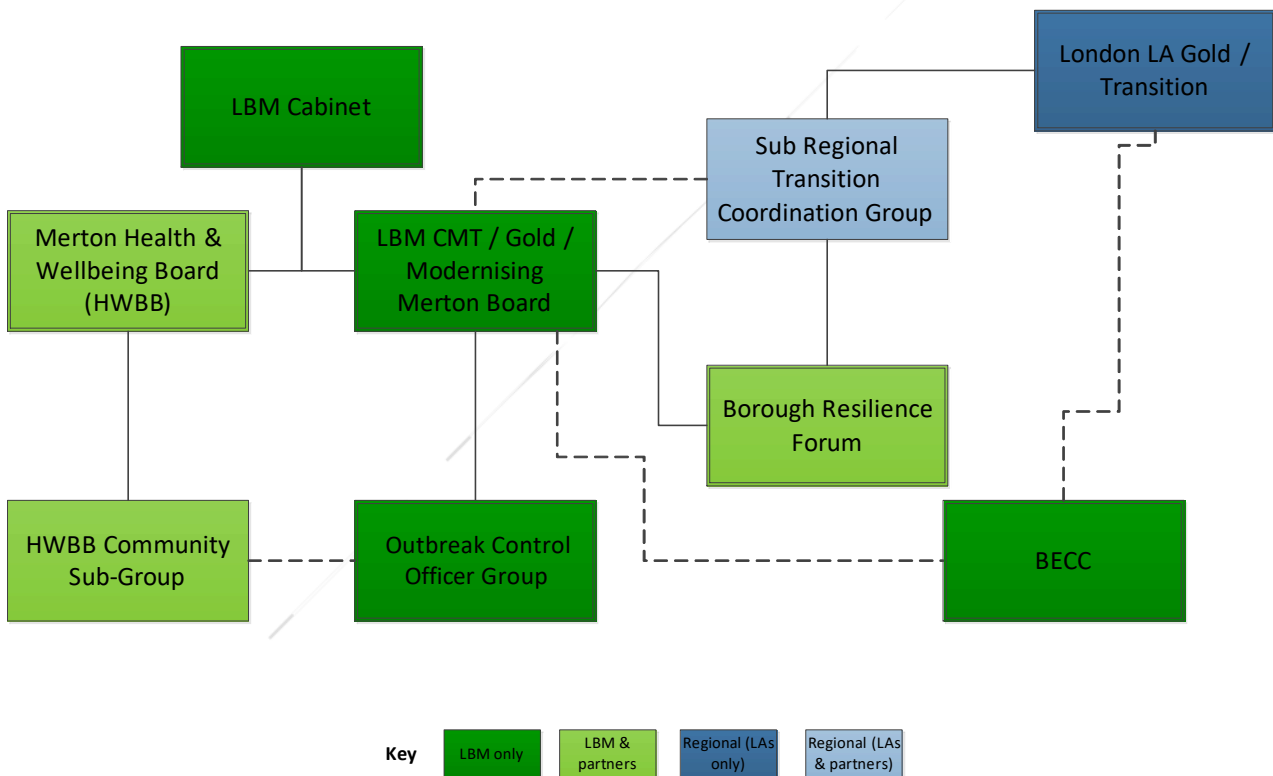 LBM Cabinet
London LA Gold /
Transition
Sub Regional
Transition
Coordination Group
Merton Health &
Wellbeing Board
(HWBB)
LBM CMT / Gold /
Modernising
Merton Board
Borough Resilience
Forum
HWBB Community
Sub-Group
Outbreak Control
Officer Group
BECC
Key
LBM only
LBM &
partners
Regional (LAs
only)
Regional (LAs
& partners)